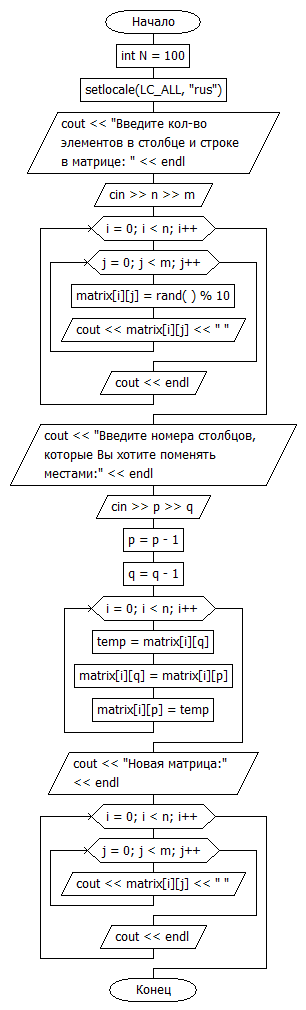 Начало
int N = 100
setlocale(LC_ALL, "rus")
cout << "Введите кол-во
элементов в столбце и строке
в матрице: " << endl
cin >> n >> m
i = 0; i < n; i++
j = 0; j < m; j++
matrix[i][j] = rand( ) % 10
cout << matrix[i][j] << " "
cout << endl
cout << "Введите номера столбцов,
которые Вы хотите поменять
местами:" << endl
cin >> p >> q
p = p - 1
q = q - 1
i = 0; i < n; i++
temp = matrix[i][q]
matrix[i][q] = matrix[i][p]
matrix[i][p] = temp
cout << "Новая матрица:"
<< endl
i = 0; i < n; i++
j = 0; j < m; j++
cout << matrix[i][j] << " "
cout << endl
Конец